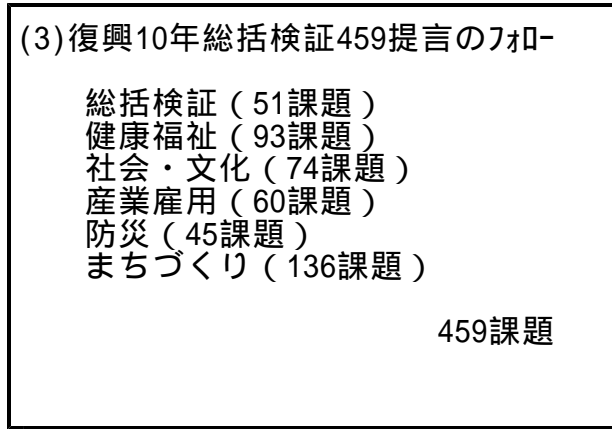 (3)復興10年総括検証459提言のﾌｫﾛｰ
総括検証（51課題）
健康福祉（93課題）
社会・文化（74課題）
産業雇用（60課題）
防災（45課題）
まちづくり（136課題）
459課題